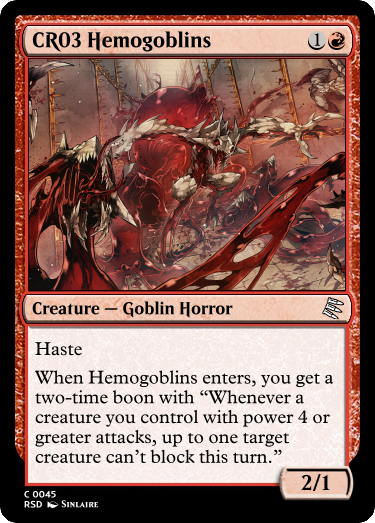 CR03 Hemogoblins 1
Creature — Goblin Horror
Haste
When Hemogoblins enters, you get a
two-time boon with “Whenever a
creature you control with power 4 or
greater attacks, up to one target
creature can’t block this turn.”
2/1
C 0045
RSD Sinlaire